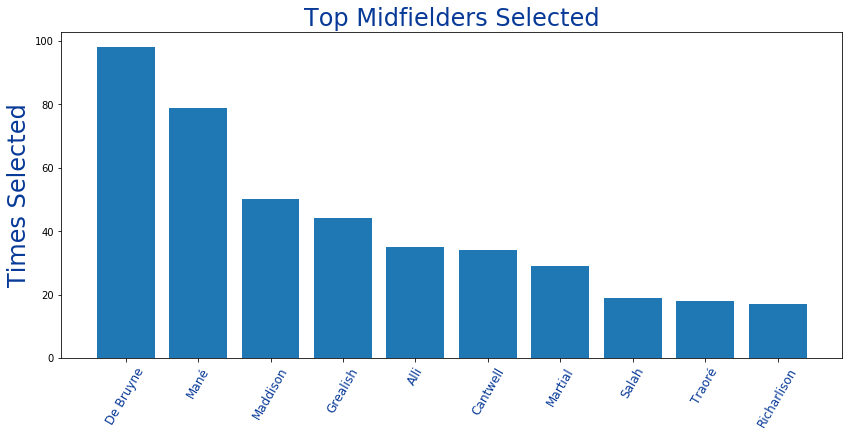 Top Midfielders Selected
Times Selected
100
80
60
40
20
0
De Bruyne
Mané
Maddison
Grealish
Alli
Cantwell
Martial
Salah
Traoré
Richarlison